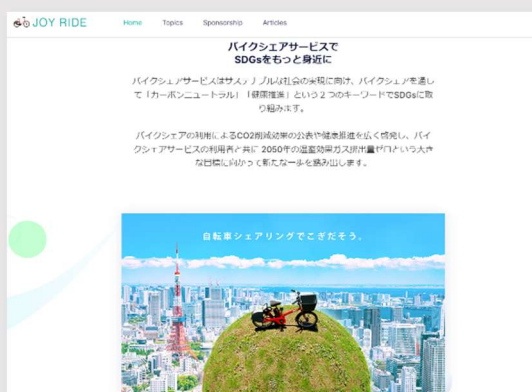 JOY RIDE
Home Topics Sponsorship Articles
バイクシェアサービスで
SDGsをもっと身近に
バイクシェアサービスはサステナブルな社会の実現に向け、バイクシェアを通し
て「カーボンニュートラル」「健康推進」という2つのキーワードでSDGsに取
り組みます。
バイクシェアの利用によるCO2削減効果の公表や健康推進を広く啓発し、バイ
クシェアサービスの利用者と共に 2050年の温室効果ガス排出量ゼロという大き
な目標に向かって新たな一歩を踏み出します。
自転車シェアリングでこぎだそう。